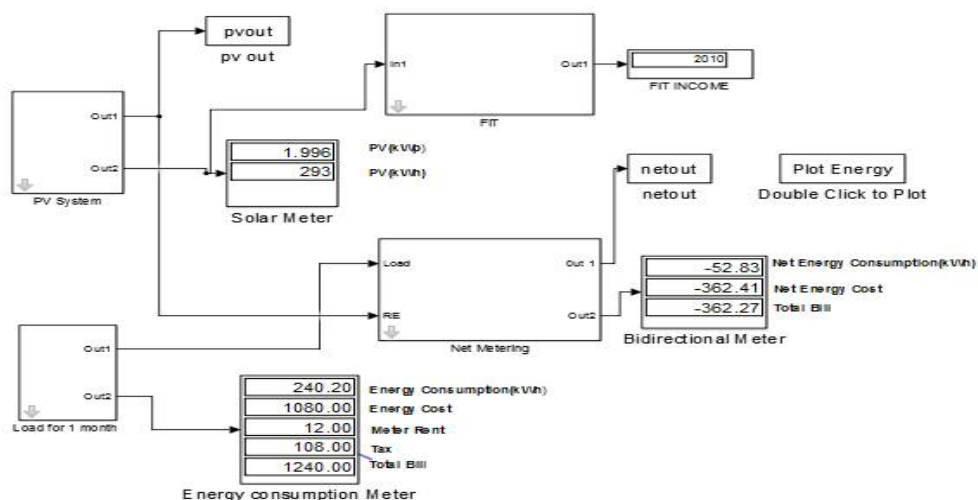 pvout
pv out
In1
Out1
FIT
2010
FIT INCOME
Out1
Out2
PV System
1.996
293
PV(kWp)
PV(kWh)
Solar Meter
netout
netout
Plot Energy
Double Click to Plot
Load
RE
Out 1
Out2
Net Metering
-52.83
-362.41
-362.27
Net Energy Consumption(kWh)
Net Energy Cost
Total Bill
Bidirectional Meter
Out1
Out2
Load for 1 month
240.20
1080.00
12.00
108.00
1240.00
Energy Consumption(kWh)
Energy Cost
Meter Rent
Tax
Total Bill
Energy consumption Meter